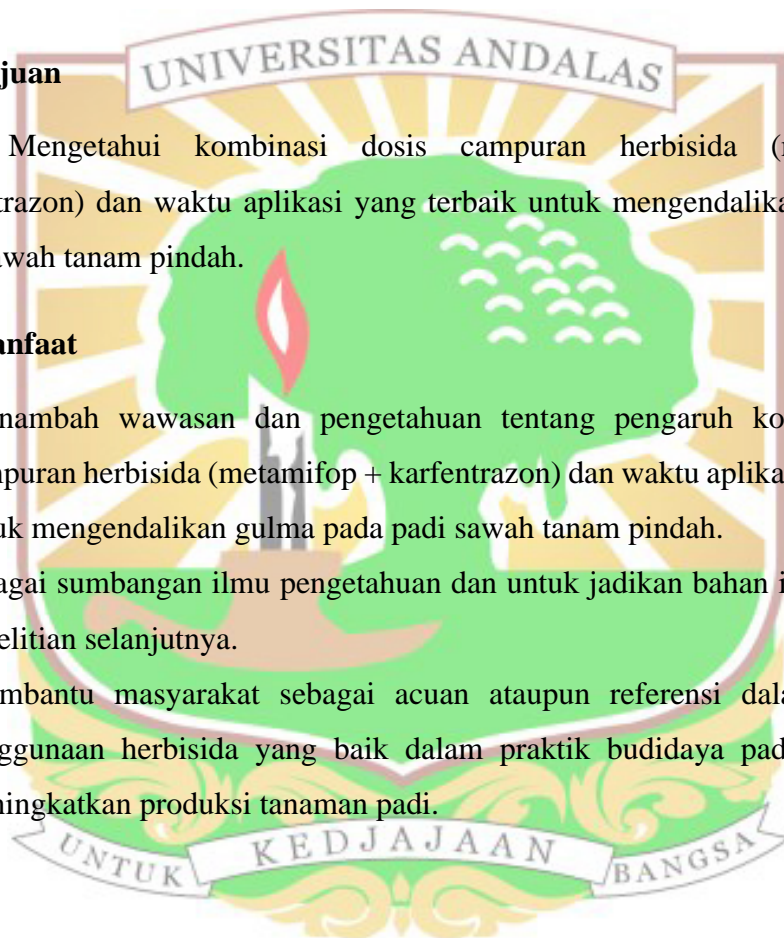 UNIVERSITAS ANDALAS
juan
Mengetahui kombinasi dosis campuran herbisida (
trazon) dan waktu aplikasi yang terbaik untuk mengendalika
awah tanam pindah.
anfaat
nambah wawasan dan pengetahuan tentang pengaruh ko
puran herbisida (metamifop + karfentrazon) dan waktu aplika
uk mengendalikan gulma pada padi sawah tanam pindah.
agai sumbangan ilmu pengetahuan dan untuk jadikan bahan i
elitian selanjutnya.
mbantu masyarakat sebagai acuan ataupun referensi dala
ggunaan herbisida yang baik dalam praktik budidaya pad
ningkatkan produksi tanaman padi.
UNTUK KEDJAJAAN BANGSA